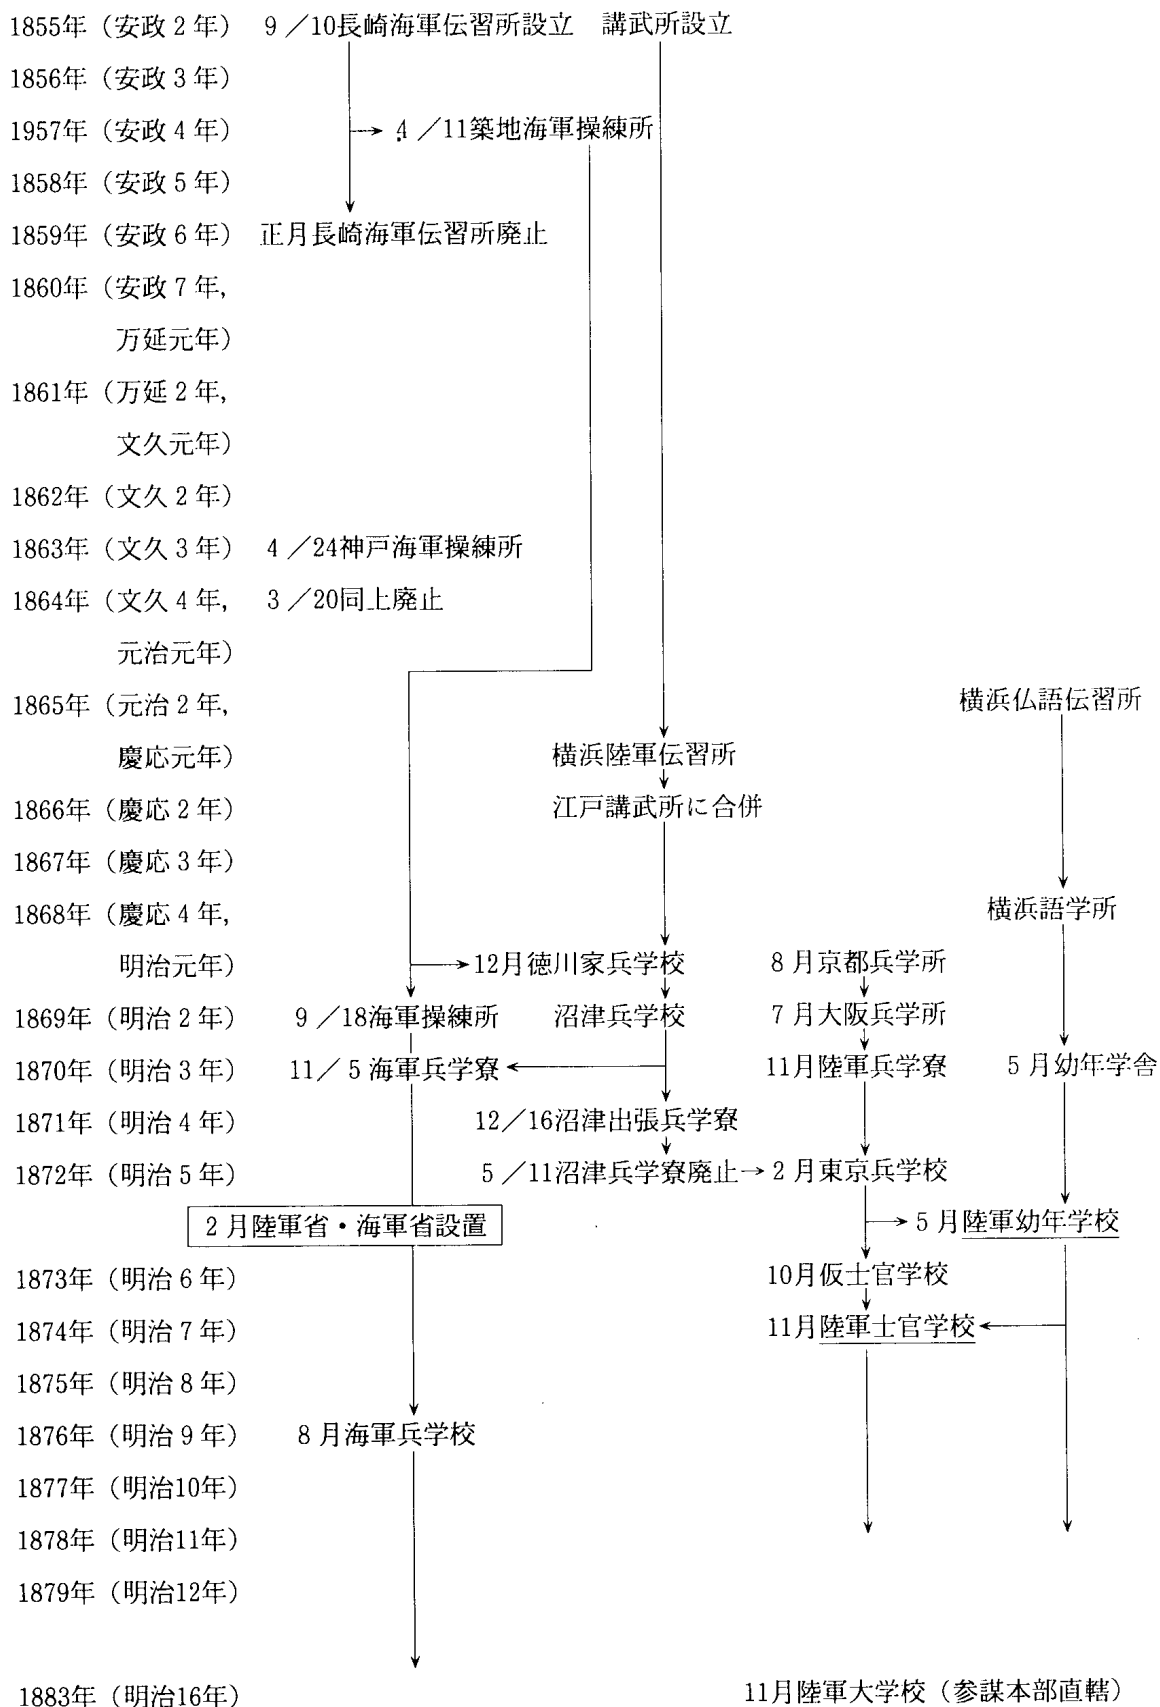 1855年（安政2年） 9／10長崎海軍伝習所設立 講武所設立
1856年（安政3年）
1957年（安政4年） 4／11築地海軍操練所
1858年（安政5年）
1859年（安政6年） 正月長崎海軍伝習所廃止
1860年（安政7年，
万延元年）
1861年（万延2年，
文久元年）
1862年（文久2年）
1863年（文久3年） 4／24神戸海軍操練所
1864年（文久4年， 3／20同上廃止
元治元年）
1865年（元治2年， 横浜仏語伝習所
慶応元年） 横浜陸軍伝習所
1866年（慶応2年） 江戸講武所に合併
1867年（慶応3年）
1868年（慶応4年， 横浜語学所
明治元年） 12月徳川家兵学校 8月京都兵学所
1869年（明治2年） 9／18海軍操練所 沼津兵学校 7月大阪兵学所
1870年（明治3年） 11／5海軍兵学寮 11月陸軍兵学寮 5月幼年学舎
1871年（明治4年） 12／16沼津出張兵学寮
1872年（明治5年） 5／11沼津兵学寮廃止 2月東京兵学校
2月陸軍省・海軍省設置 5月陸軍幼年学校
1873年（明治6年） 10月仮士官学校
1874年（明治7年） 11月陸軍士官学校
1875年（明治8年）
1876年（明治9年） 8月海軍兵学校
1877年（明治10年）
1878年（明治11年）
1879年（明治12年）
1883年（明治16年） 11月陸軍大学校（参謀本部直轄）